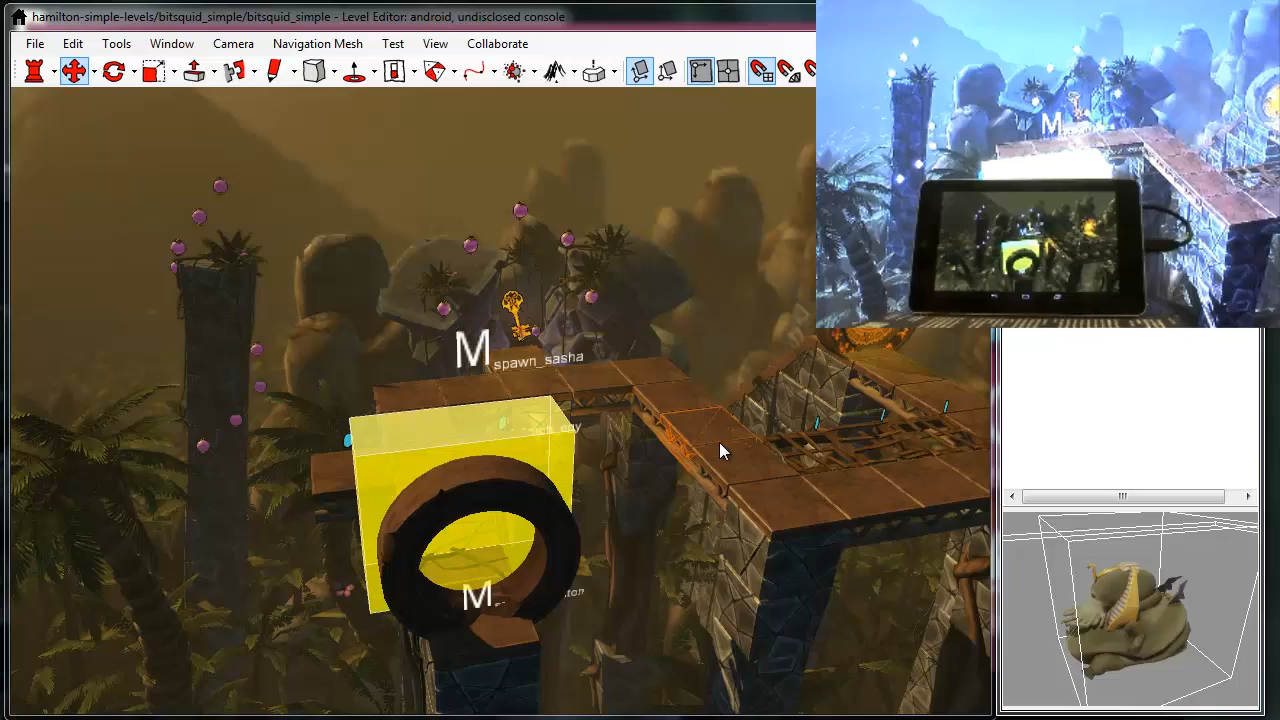 hamilton-simple-levels/bitsquid_simple/bitsquid_simple - Level Editor: android, undisclosed console
File Edit Tools Window Camera Navigation Mesh Test View Collaborate
M
M spawn_sasha
M